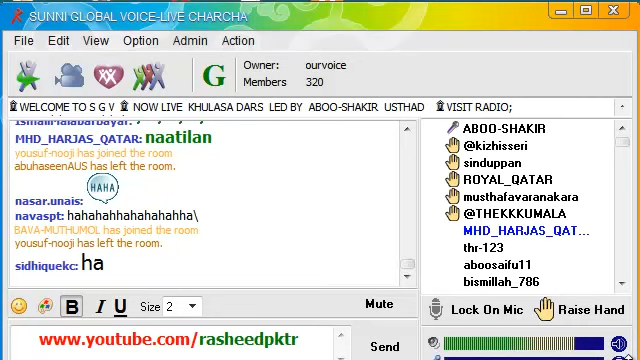 SUNNI GLOBAL VOICE-LIVE CHARCHA
File Edit View Option Admin Action
G
Owner: ourvoice
Members 320
WELCOME TO S G V NOW LIVE KHULASA DARS LED BY ABOO-SHAKIR USTHAD VISIT RADIO;
MHD_HARJAS_QATAR: naatilan
yousuf-nooji has joined the room
abuhaseenAUS has left the room.
HAHA
nasar.unais:
navaspt: hahahahhahahahahha\
BAVA-MUTHUMOL has joined the room
yousuf-nooji has left the room.
sidhiquekc: ha
ABOO-SHAKIR
@kizhisseri
sinduppan
ROYAL_QATAR
musthafavaranakara
@THEKKKUMALA
MHD_HARJAS_QAT...
thr-123
aboosaifu11
bismillah_786
B I U Size 2 Mute
Lock On Mic Raise Hand
www.youtube.com/rasheedpktr
Send